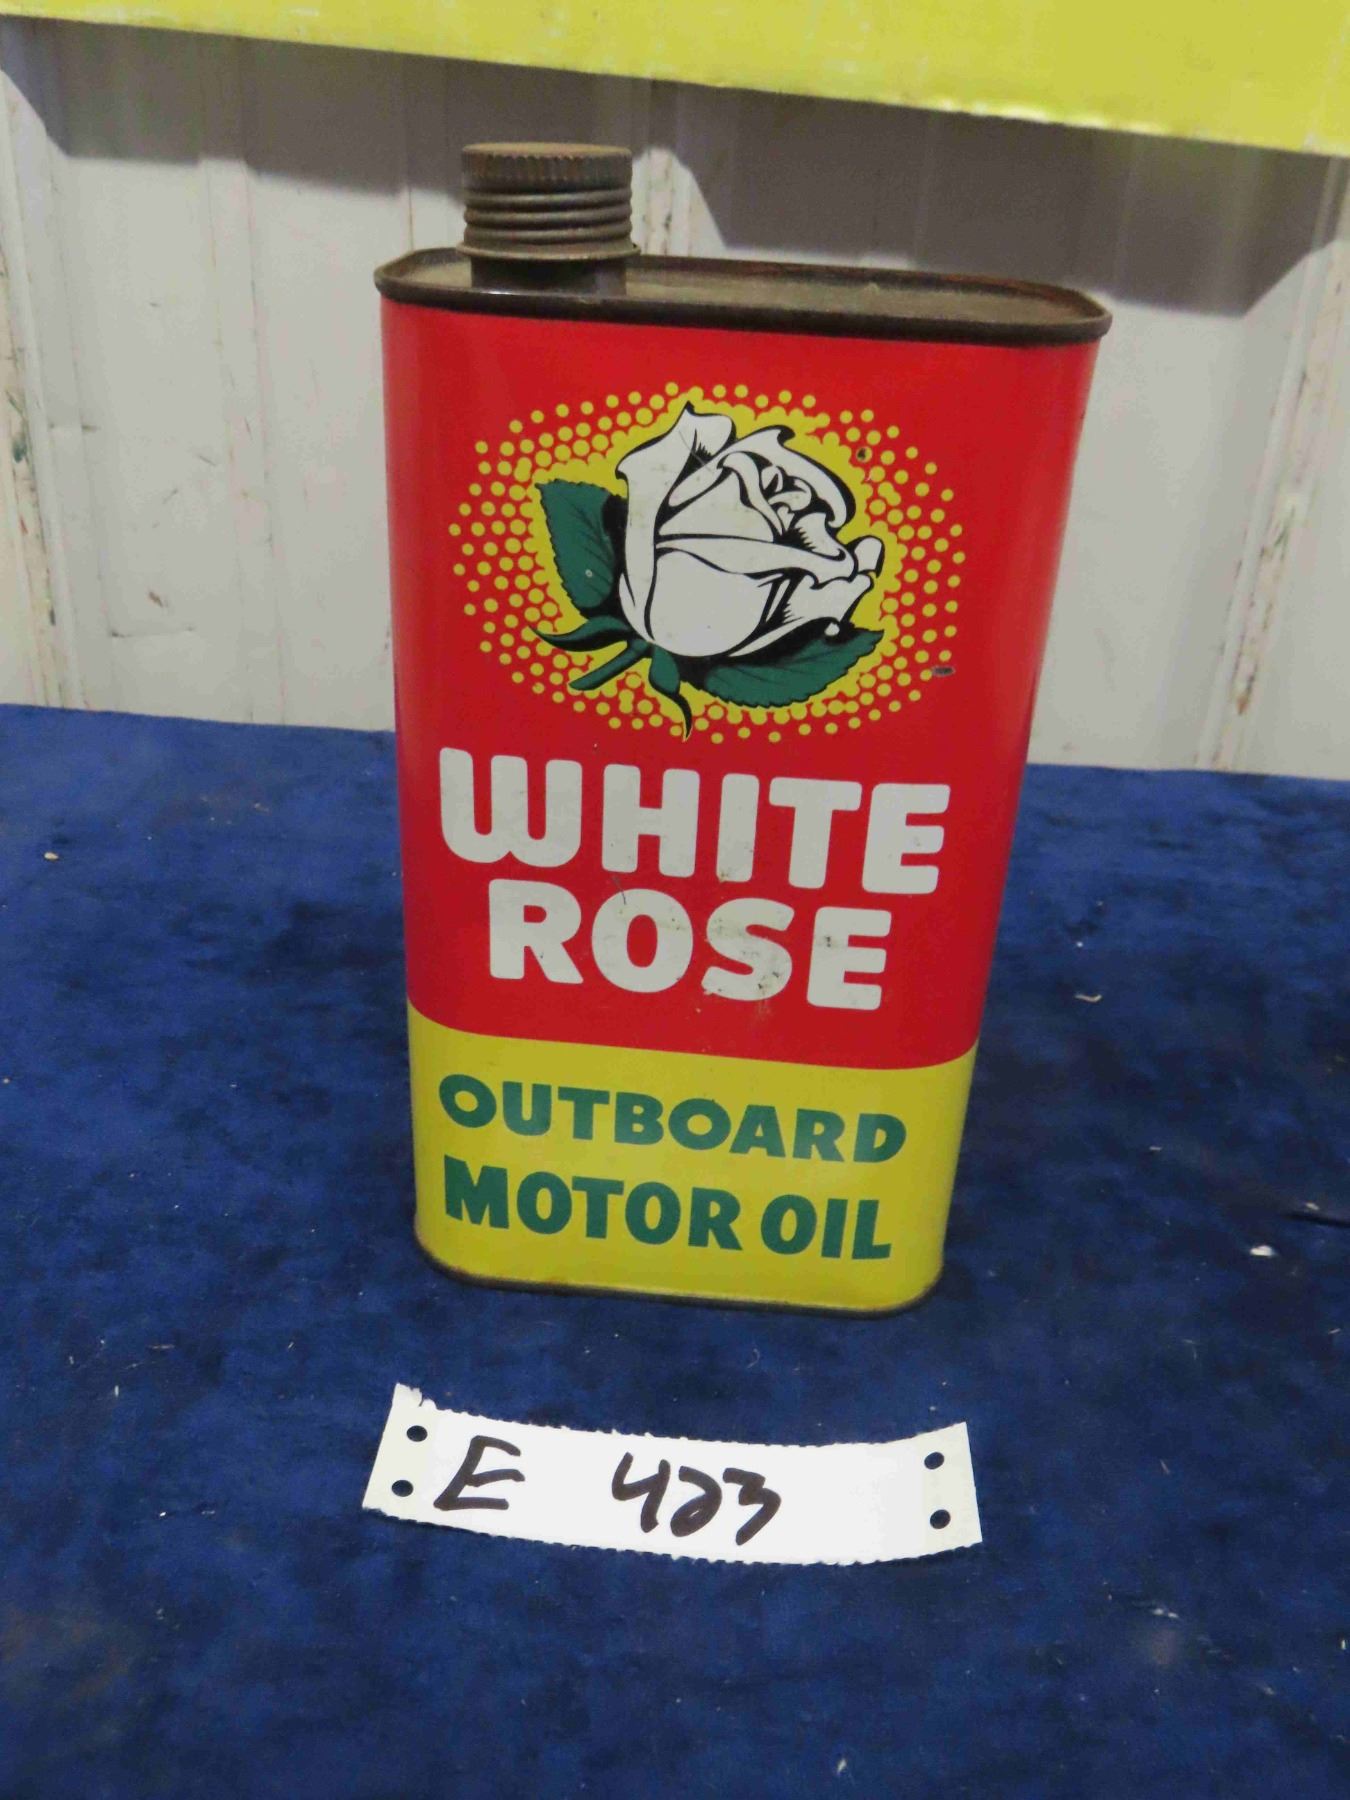 WHITE
ROSE
OUTBOARD
MOTOR OIL
E 423